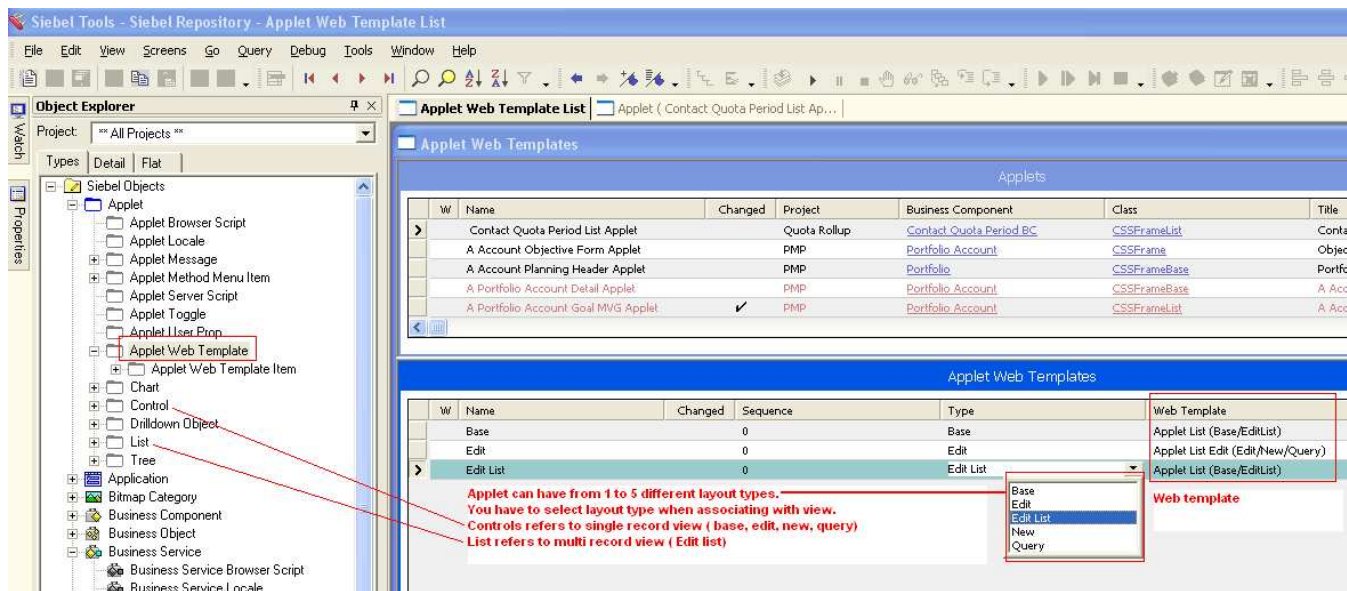 Siebel Tools - Siebel Repository - Applet Web Template List
File Edit View Screens Go Query Debug Tools Window Help
Object Explorer
Applet Web Template List Applet ( Contact Quota Period List Ap...
Watch
Properties
Project: ** All Projects **
Types Detail Flat
Siebel Objects
Applet
Applet Browser Script
Applet Locale
Applet Message
Applet Method Menu Item
Applet Server Script
Applet Toggle
Applet User Prop
Applet Web Template
Applet Web Template Item
Chart
Control
Drilldown Object
List
Tree
Application
Bitmap Category
Business Component
Business Object
Business Service
Business Service Browser Script
Business Service Locale
Applet Web Templates
Applets
W Name Changed Project Business Component Class Title
Contact Quota Period List Applet Quota Rollup Contact Quota Period BC CSSFrameList Conta
A Account Objective Form Applet PMP Portfolio Account CSSFrame Objec
A Account Planning Header Applet PMP Portfolio CSSFrameBase Portfo
A Portfolio Account Detail Applet PMP Portfolio Account CSSFrameBase A Acc
A Portfolio Account Goal MVG Applet PMP Portfolio Account CSSFrameList A Acc
Applet Web Templates
W Name Changed Sequence Type Web Template
Base 0 Base Applet List (Base/EditList)
Edit 0 Edit Applet List Edit (Edit/New/Query)
Edit List 0 Edit List Applet List (Base/EditList)
Applet can have from 1 to 5 different layout types.
You have to select layout type when associating with view.
Controls refers to single record view ( base, edit, new, query)
List refers to multi record view ( Edit list)
Base
Edit
Edit List
New
Query
Web template